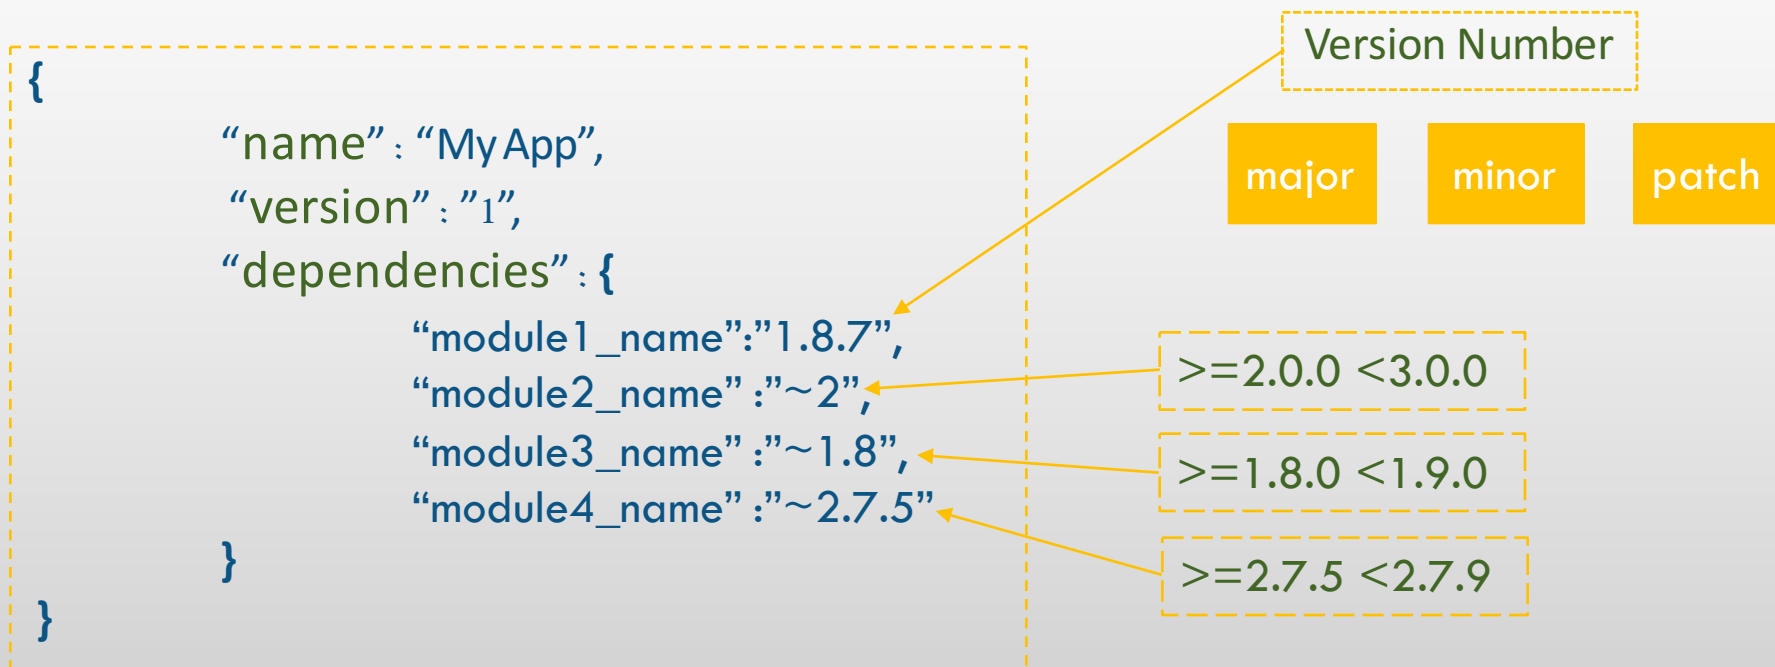 {
“name” : “My App”,
“version” : ”1”,
“dependencies” : {
“module1_name”:”1.8.7”,
“module2_name” :”~2”,
“module3_name” :”~1.8”,
“module4_name” :”~2.7.5”
}
}
Version Number
major minor patch
>=2.0.0 <3.0.0
>=1.8.0 <1.9.0
>=2.7.5 <2.7.9